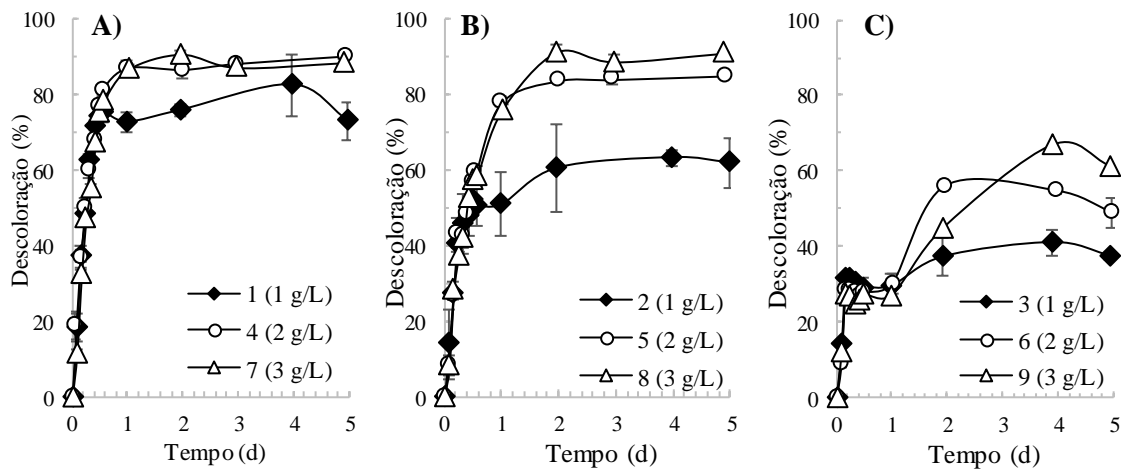 A)
Descoloração (%)
100
80
60
40
20
0
0 1 2 3 4 5
Tempo (d)
1 (1 g/L)
4 (2 g/L)
7 (3 g/L)
B)
Descoloração (%)
100
80
60
40
20
0
0 1 2 3 4 5
Tempo (d)
2 (1 g/L)
5 (2 g/L)
8 (3 g/L)
C)
Descoloração (%)
100
80
60
40
20
0
0 1 2 3 4 5
Tempo (d)
3 (1 g/L)
6 (2 g/L)
9 (3 g/L)